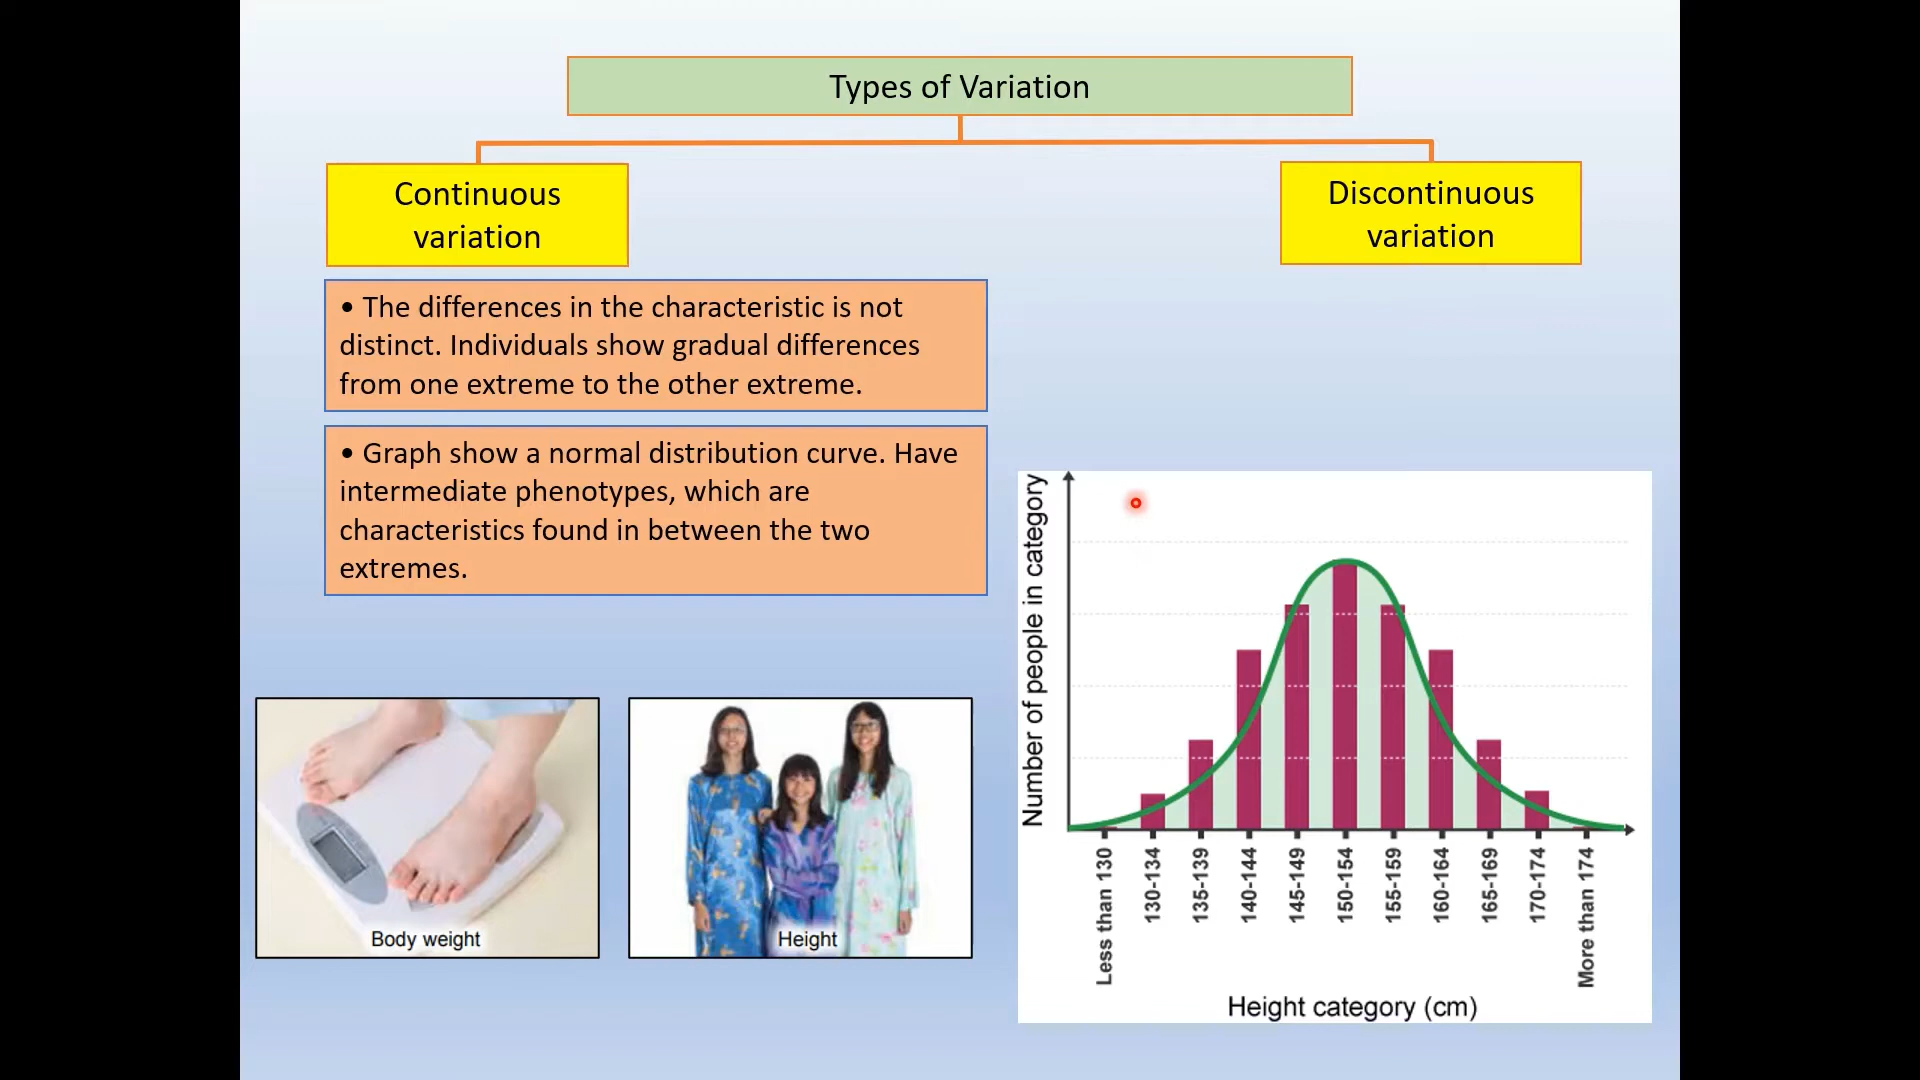 Types of Variation
Continuous
variation
Discontinuous
variation
• The differences in the characteristic is not
distinct. Individuals show gradual differences
from one extreme to the other extreme.
• Graph show a normal distribution curve. Have
intermediate phenotypes, which are
characteristics found in between the two
extremes.
Body weight
Height
Number of people in category
Less than 130
130-134
135-139
140-144
145-149
150-154
155-159
160-164
165-169
170-174
More than 174
Height category (cm)